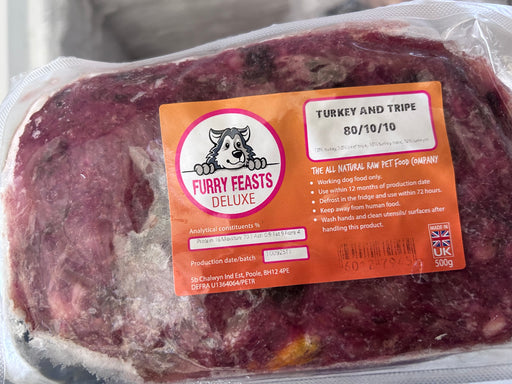 TURKEY AND TRIPE
80/10/10
FURRY FEASTS
DELUXE
THE ALL NATURAL RAW PET FOOD COMPANY
• Working dog food only.
• Use within 12 months of production date
• Defrost in the fridge and use within 72 hours.
• Keep away from human food.
• Wash hands and clean utensils/ surfaces after
handling this product.
Analytical constituents %
Production date/batch
5b Chalwyn Ind Est, Poole, BH12 4PE
DEFRA U1364064/PETR
MADE IN
UK
500g